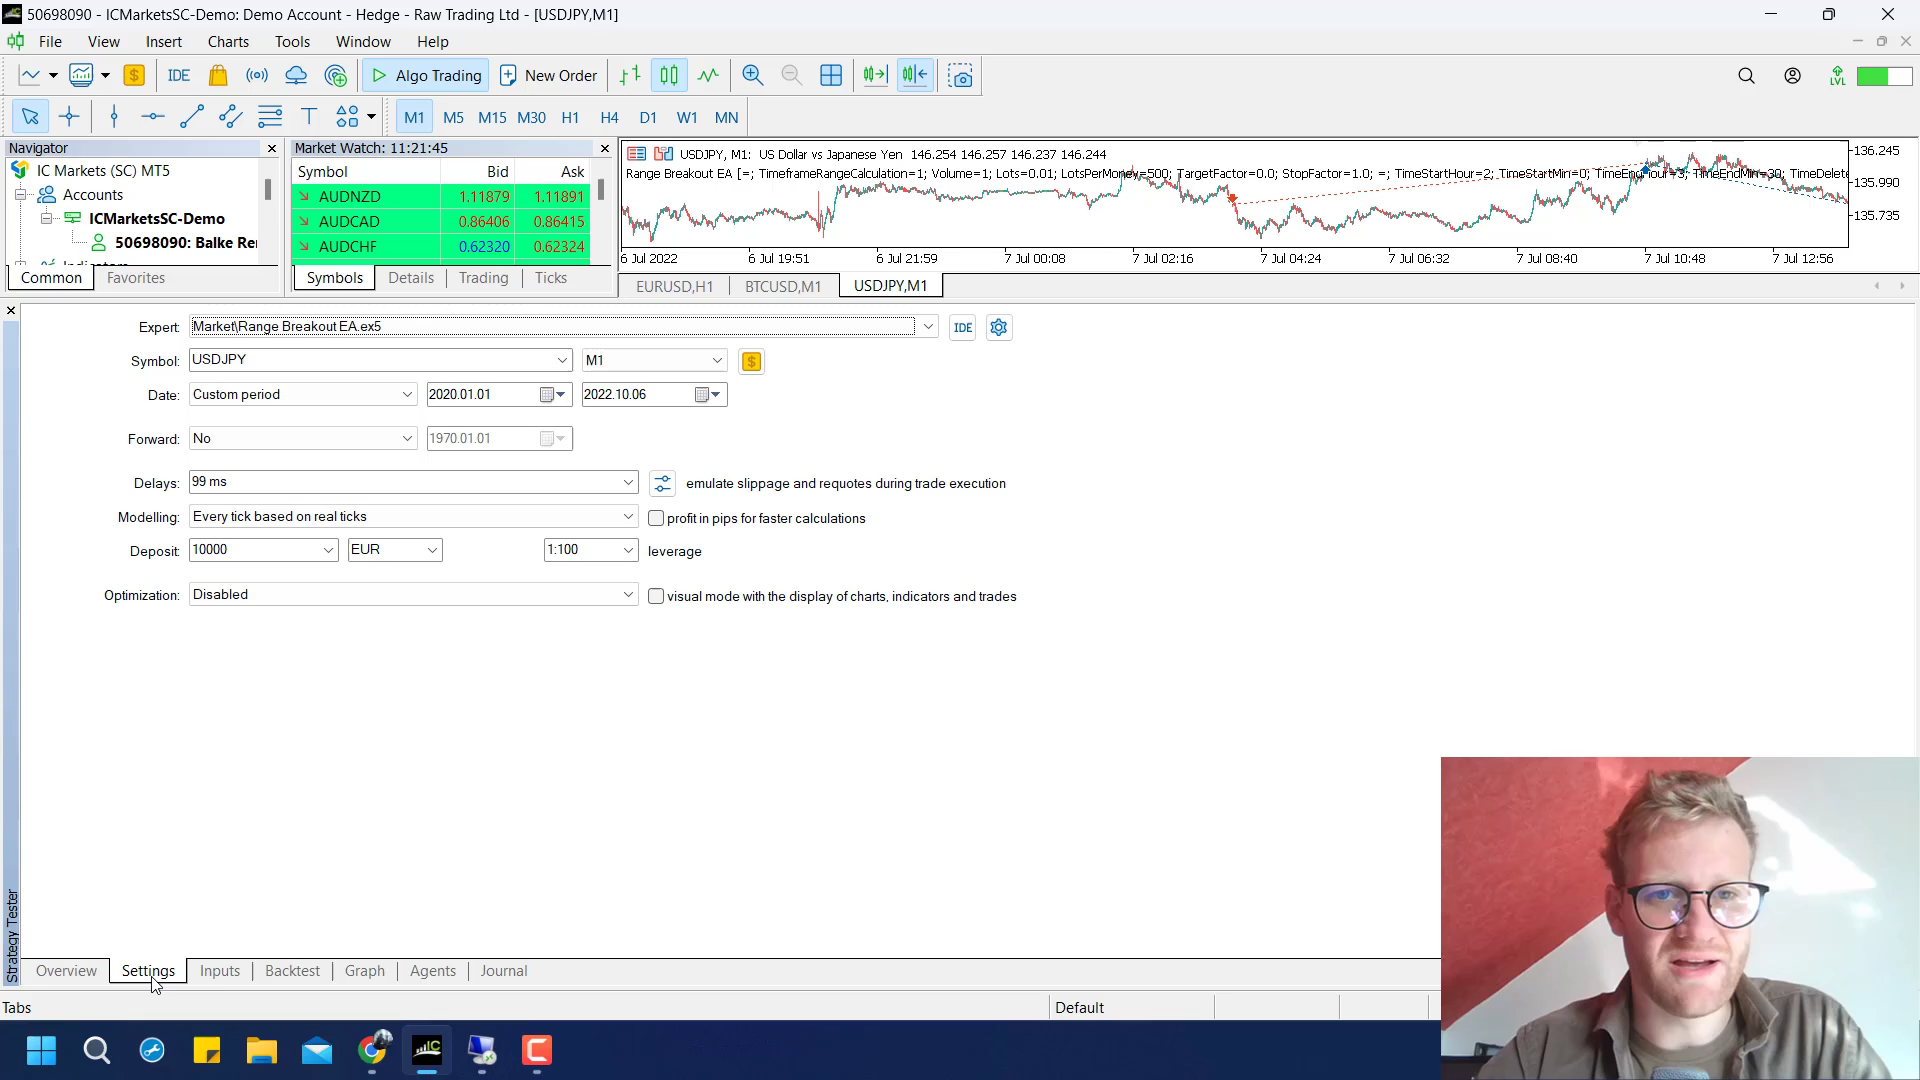 50698090 - ICMarketsSC-Demo: Demo Account - Hedge - Raw Trading Ltd - [USDJPY,M1]
File View Insert Charts Tools Window Help
IDE Algo Trading New Order LVL
M1 M5 M15 M30 H1 H4 D1 W1 MN
Navigator
IC Markets (SC) MT5
Accounts
ICMarketsSC-Demo
50698090: Balke Rei
Common Favorites
Market Watch: 11:21:45
Symbol Bid Ask
AUDNZD 1.11879 1.11891
AUDCAD 0.86406 0.86415
AUDCHF 0.62320 0.62324
Symbols Details Trading Ticks
USDJPY, M1: US Dollar vs Japanese Yen 146.254 146.257 146.237 146.244
Range Breakout EA [=; TimeframeRangeCalculation=1; Volume=1; Lots=0.01; LotsPerMoney=500; TargetFactor=0.0; StopFactor=1.0; =; TimeStartHour=2; TimeStartMin=0; TimeEndHour=3; TimeEndMin=30; TimeDelete
136.245
135.990
135.735
6 Jul 2022 6 Jul 19:51 6 Jul 21:59 7 Jul 00:08 7 Jul 02:16 7 Jul 04:24 7 Jul 06:32 7 Jul 08:40 7 Jul 10:48 7 Jul 12:56
EURUSD,H1 BTCUSD,M1 USDJPY,M1
Expert: Market\Range Breakout EA.ex5 IDE
Symbol: USDJPY M1 $
Date: Custom period 2020.01.01 2022.10.06
Forward: No 1970.01.01
Delays: 99 ms emulate slippage and requotes during trade execution
Modelling: Every tick based on real ticks profit in pips for faster calculations
Deposit: 10000 EUR 1:100 leverage
Optimization: Disabled visual mode with the display of charts, indicators and trades
Strategy Tester
Overview Settings Inputs Backtest Graph Agents Journal
Tabs Default